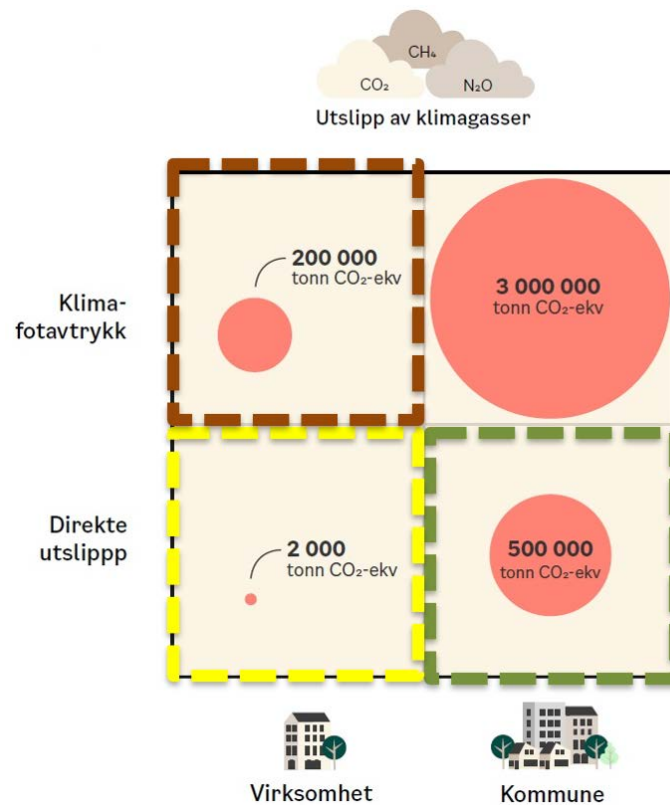 CH₄
CO₂
N₂O
Utslipp av klimagasser
Klima-
fotavtrykk
200 000
tonn CO₂-ekv
3 000 000
tonn CO₂-ekv
Direkte
utslippp
2 000
tonn CO₂-ekv
500 000
tonn CO₂-ekv
Virksomhet
Kommune